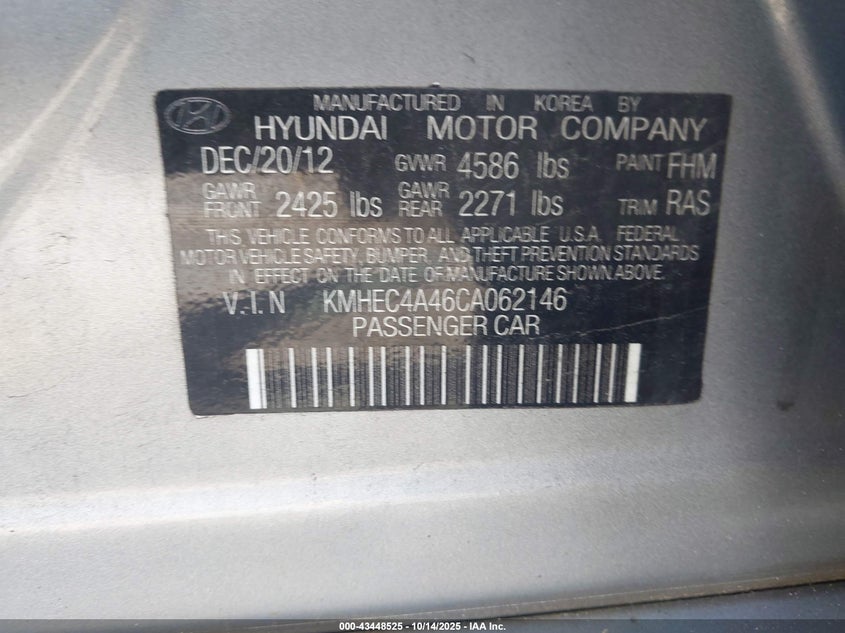 MANUFACTURED IN KOREA BY
HYUNDAI MOTOR COMPANY
DEC/20/12 GVWR 4586 lbs PAINT FHM
GAWR FRONT 2425 lbs GAWR REAR 2271 lbs TRIM RAS
THIS VEHICLE CONFORMS TO ALL APPLICABLE U.S.A. FEDERAL
MOTOR VEHICLE SAFETY, BUMPER, AND THEFT PREVENTION STANDARDS
IN EFFECT ON THE DATE OF MANUFACTURE SHOWN ABOVE.
V.I.N KMHEC4A46CA062146
PASSENGER CAR
000-43448525 - 10/14/2025 - IAA Inc.